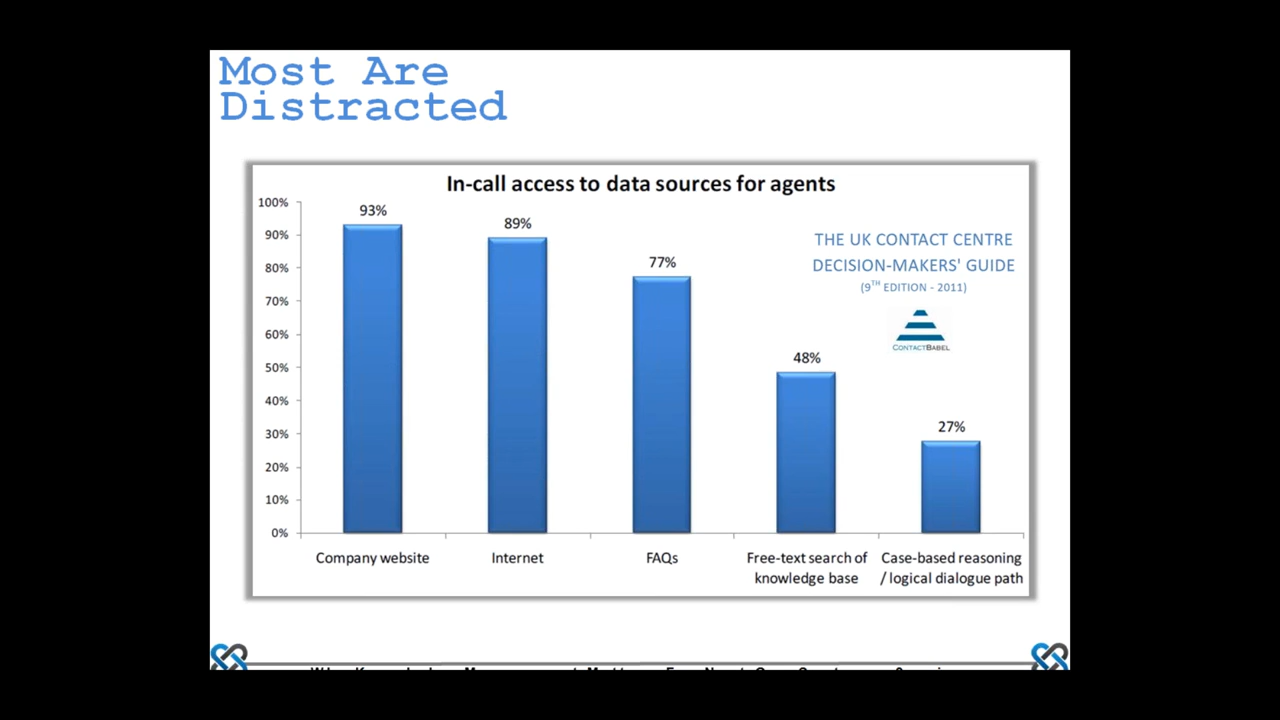 Most Are
Distracted
In-call access to data sources for agents
100%
90%
80%
70%
60%
50%
40%
30%
20%
10%
0%
93%
89%
77%
48%
27%
THE UK CONTACT CENTRE
DECISION-MAKERS' GUIDE
(9TH EDITION - 2011)
CONTACTBABEL
Company website
Internet
FAQs
Free-text search of
knowledge base
Case-based reasoning
/ logical dialogue path